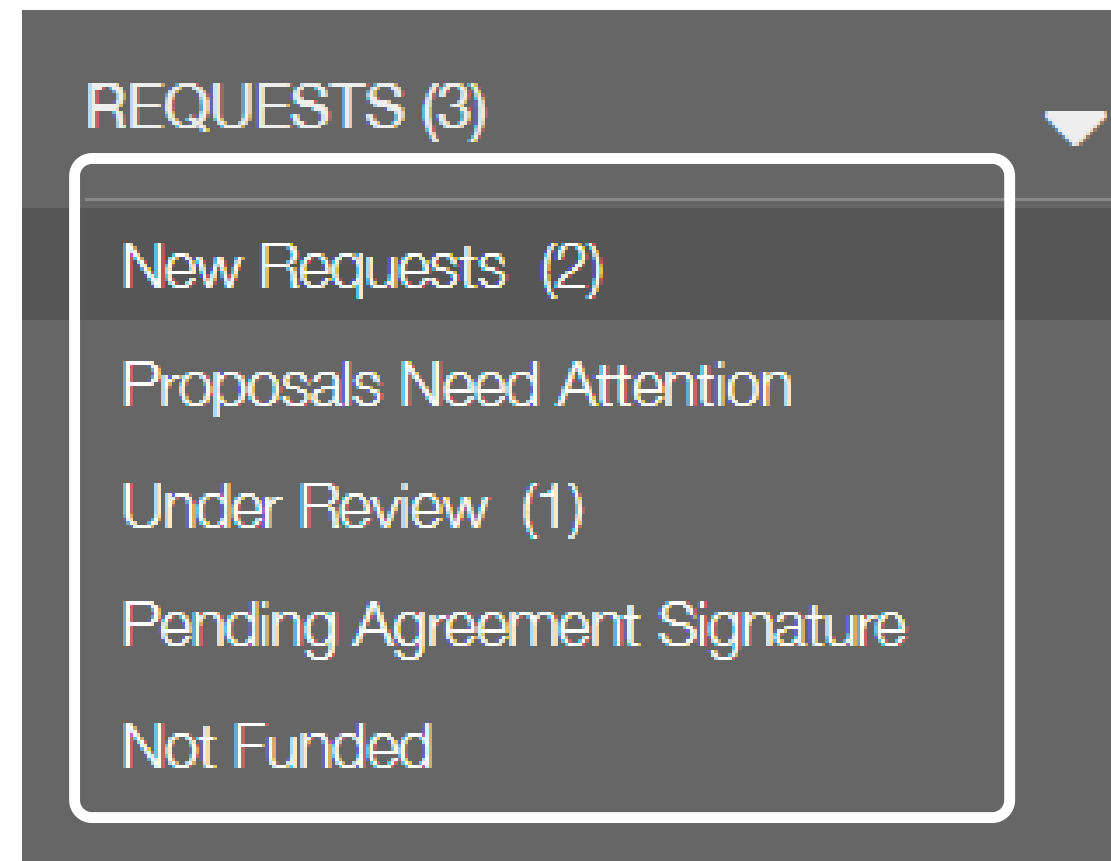 REQUESTS (3)
New Requests (2)
Proposals Need Attention
Under Review (1)
Pending Agreement Signature
Not Funded